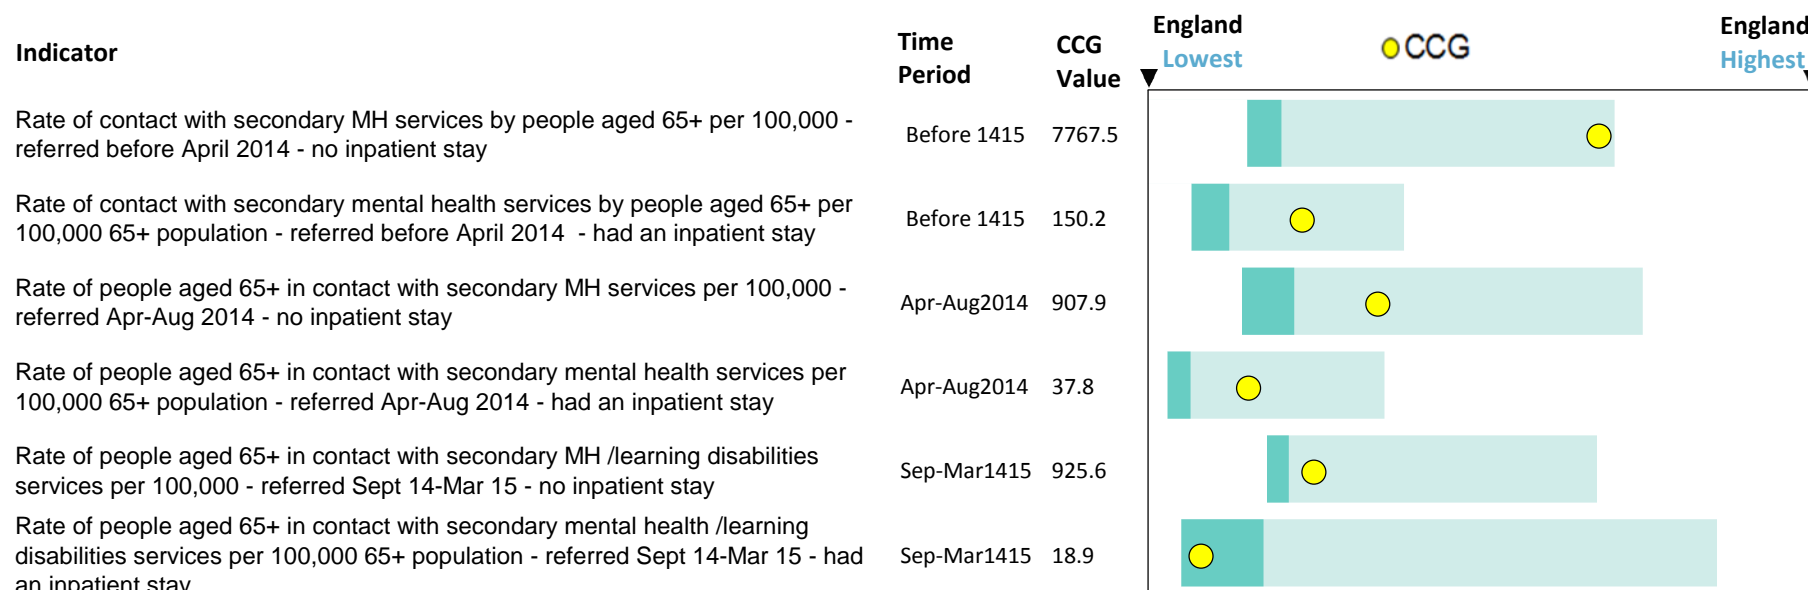 Indicator
Time
Period
CCG
Value
England
Lowest
CCG
England
Highest
Rate of contact with secondary MH services by people aged 65+ per 100,000 -
referred before April 2014 - no inpatient stay
Before 1415 7767.5
Rate of contact with secondary mental health services by people aged 65+ per
100,000 65+ population - referred before April 2014  - had an inpatient stay
Before 1415 150.2
Rate of people aged 65+ in contact with secondary MH services per 100,000 -
referred Apr-Aug 2014 - no inpatient stay
Apr-Aug2014 907.9
Rate of people aged 65+ in contact with secondary mental health services per
100,000 65+ population - referred Apr-Aug 2014 - had an inpatient stay
Apr-Aug2014 37.8
Rate of people aged 65+ in contact with secondary MH /learning disabilities
services per 100,000 - referred Sept 14-Mar 15 - no inpatient stay
Sep-Mar1415 925.6
Rate of people aged 65+ in contact with secondary mental health /learning
disabilities services per 100,000 65+ population - referred Sept 14-Mar 15 - had
an inpatient stay
Sep-Mar1415 18.9